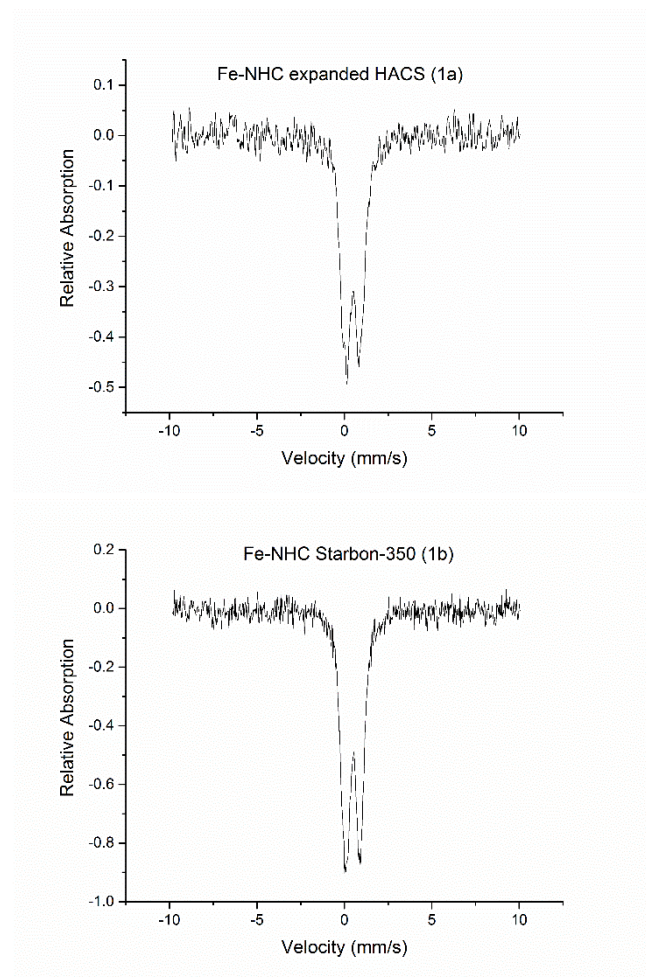 Fe-NHC expanded HACS (1a)
0.1
0.0
-0.1
-0.2
-0.3
-0.4
-0.5
Relative Absorption
-10 -5 0 5 10
Velocity (mm/s)
Fe-NHC Starbon-350 (1b)
0.2
0.0
-0.2
-0.4
-0.6
-0.8
-1.0
Relative Absorption
-10 -5 0 5 10
Velocity (mm/s)